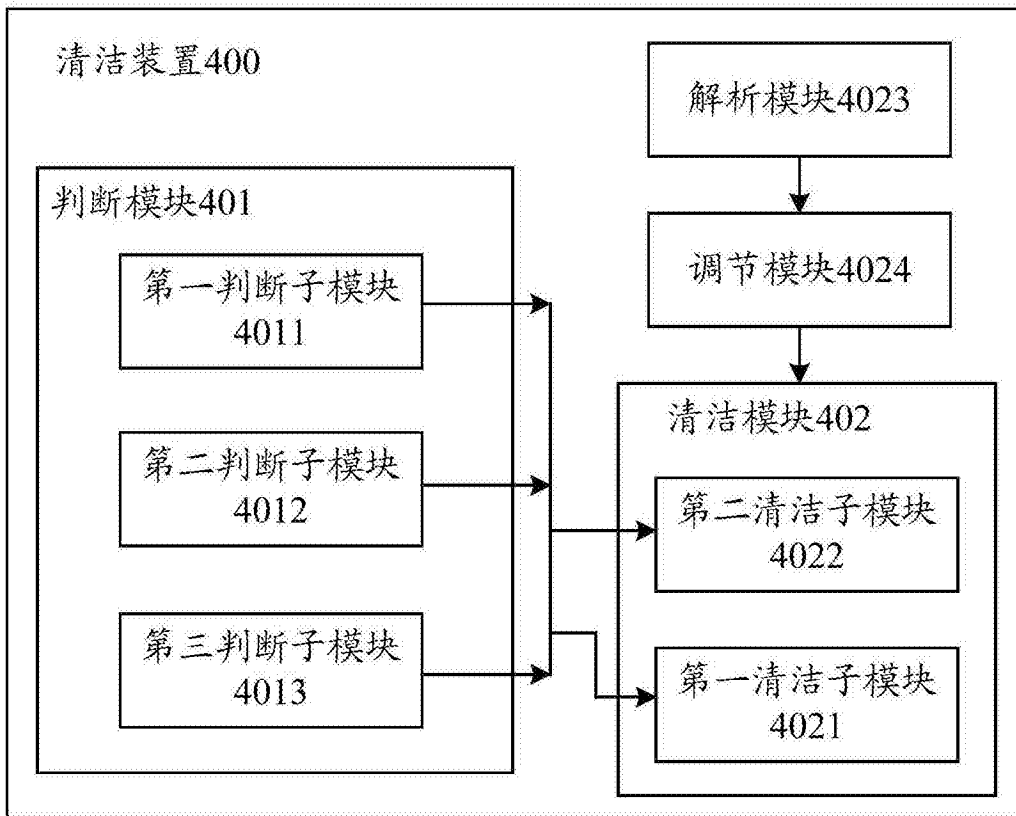 清洁装置400
解析模块4023
判断模块401
调节模块4024
第一判断子模块
4011
第二判断子模块
4012
第三判断子模块
4013
清洁模块402
第二清洁子模块
4022
第一清洁子模块
4021